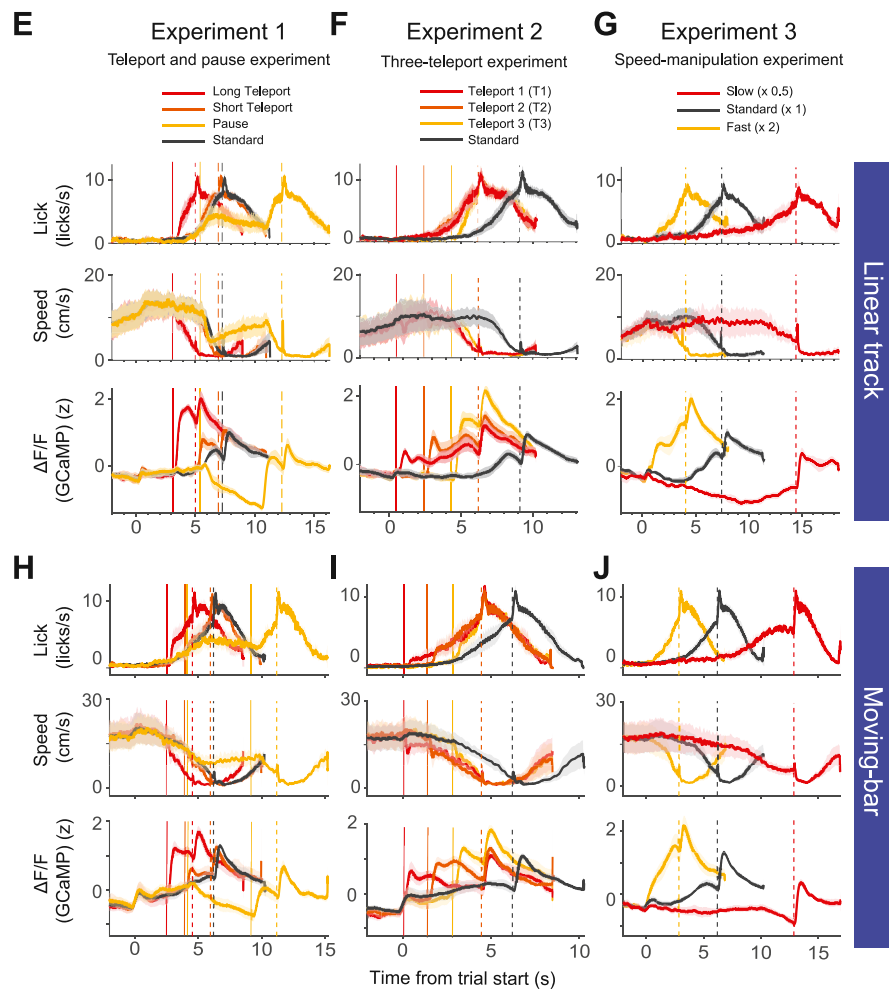 E
Experiment 1
Teleport and pause experiment
Long Teleport
Short Teleport
Pause
Standard
F
Experiment 2
Three-teleport experiment
Teleport 1 (T1)
Teleport 2 (T2)
Teleport 3 (T3)
Standard
G
Experiment 3
Speed-manipulation experiment
Slow (x 0.5)
Standard (x 1)
Fast (x 2)
Lick
(licks/s)
10
0
10
0
10
0
Speed
(cm/s)
20
10
0
20
10
0
20
10
0
ΔF/F
(GCaMP) (z)
2
0
2
0
2
0
0 5 10 15
0 5 10
0 5 10 15
Linear track
H
I
J
Lick
(licks/s)
10
0
10
0
10
0
Speed
(cm/s)
30
0
30
0
30
0
ΔF/F
(GCaMP) (z)
2
0
2
0
2
0
0 5 10 15
0 5 10
0 5 10 15
Moving-bar
Time from trial start (s)